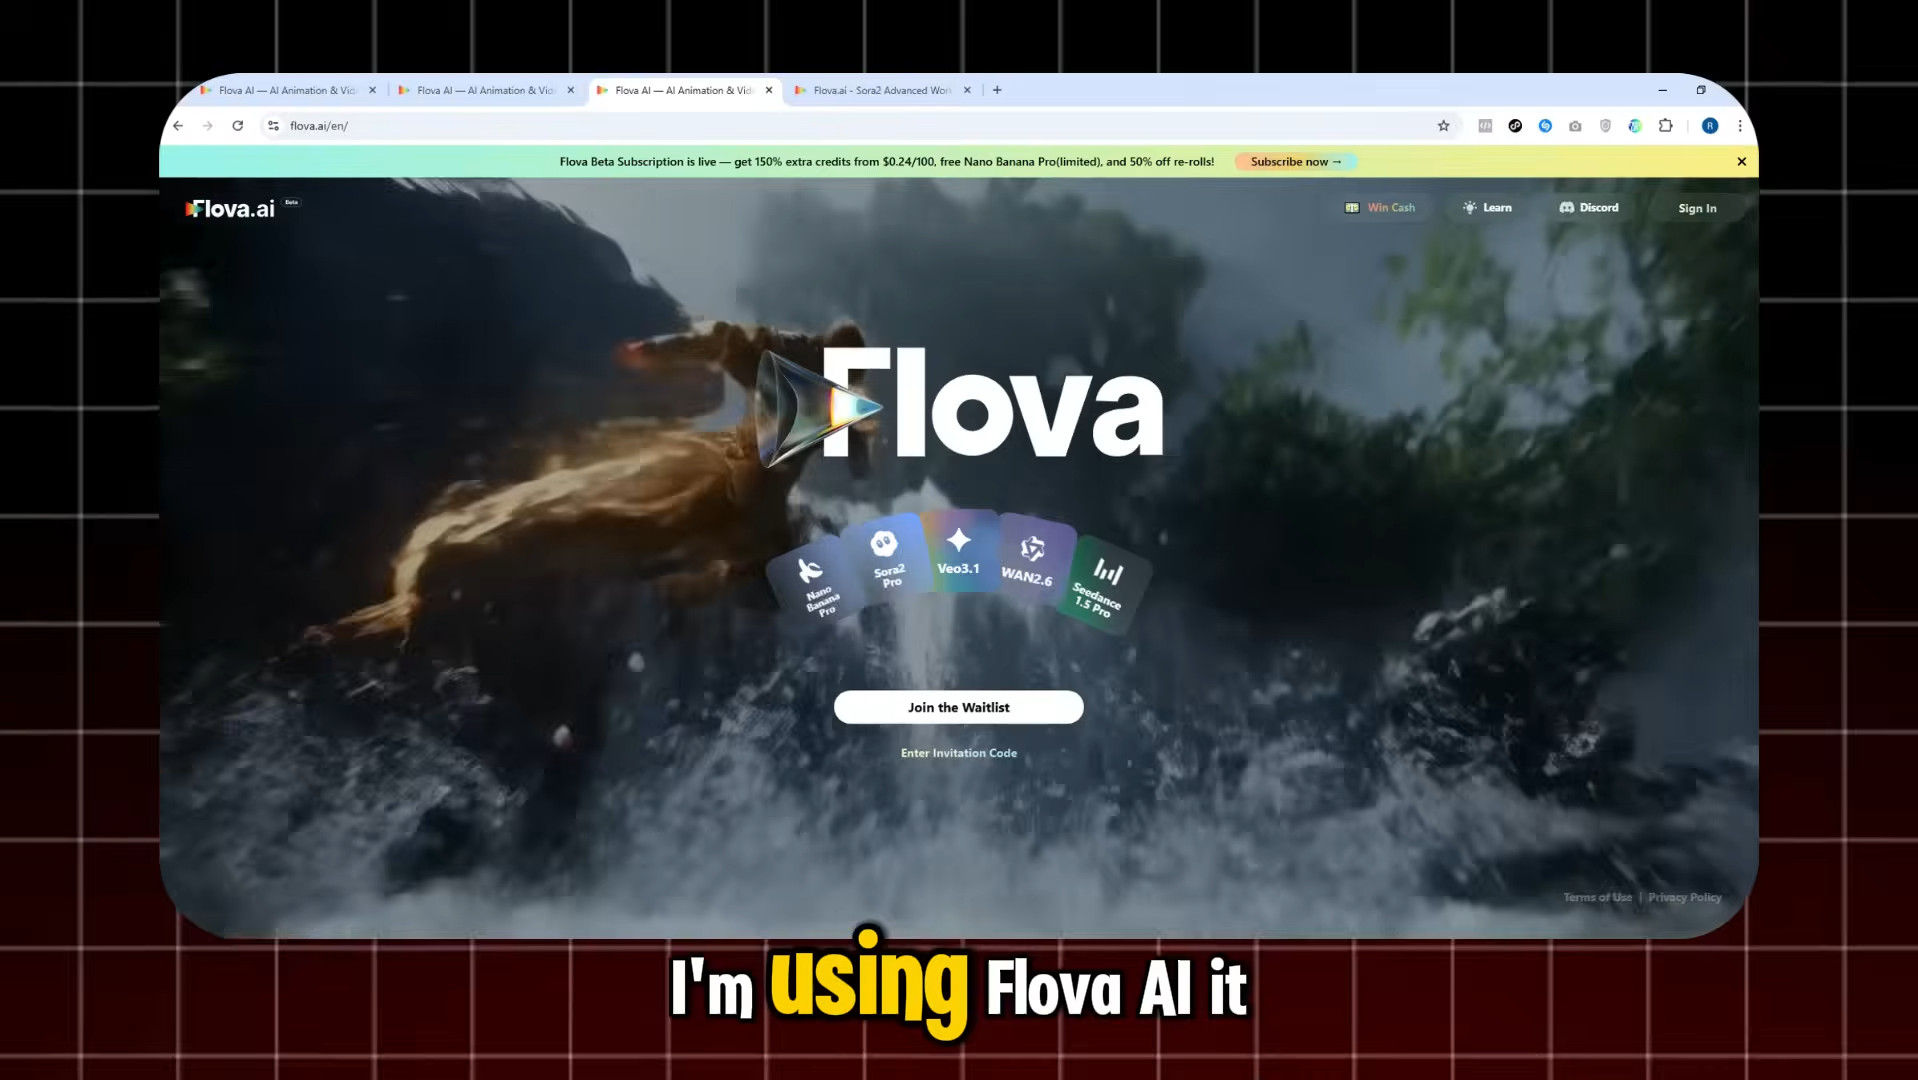 Flova AI — AI Animation & Vid
Flova AI — AI Animation & Vid
Flova AI — AI Animation & Vid
Flova.ai - Sora2 Advanced Wor
flova.ai/en/
R
Flova Beta Subscription is live — get 150% extra credits from $0.24/100, free Nano Banana Pro(limited), and 50% off re-rolls!
Subscribe now →
Flova.ai
Beta
Win Cash
Learn
Discord
Sign In
Flova
Nano
Banana
Pro
Sora2
Pro
Veo3.1
WAN2.6
Seedance
1.5 Pro
Join the Waitlist
Enter Invitation Code
Terms of Use | Privacy Policy
I'm using Flova AI it